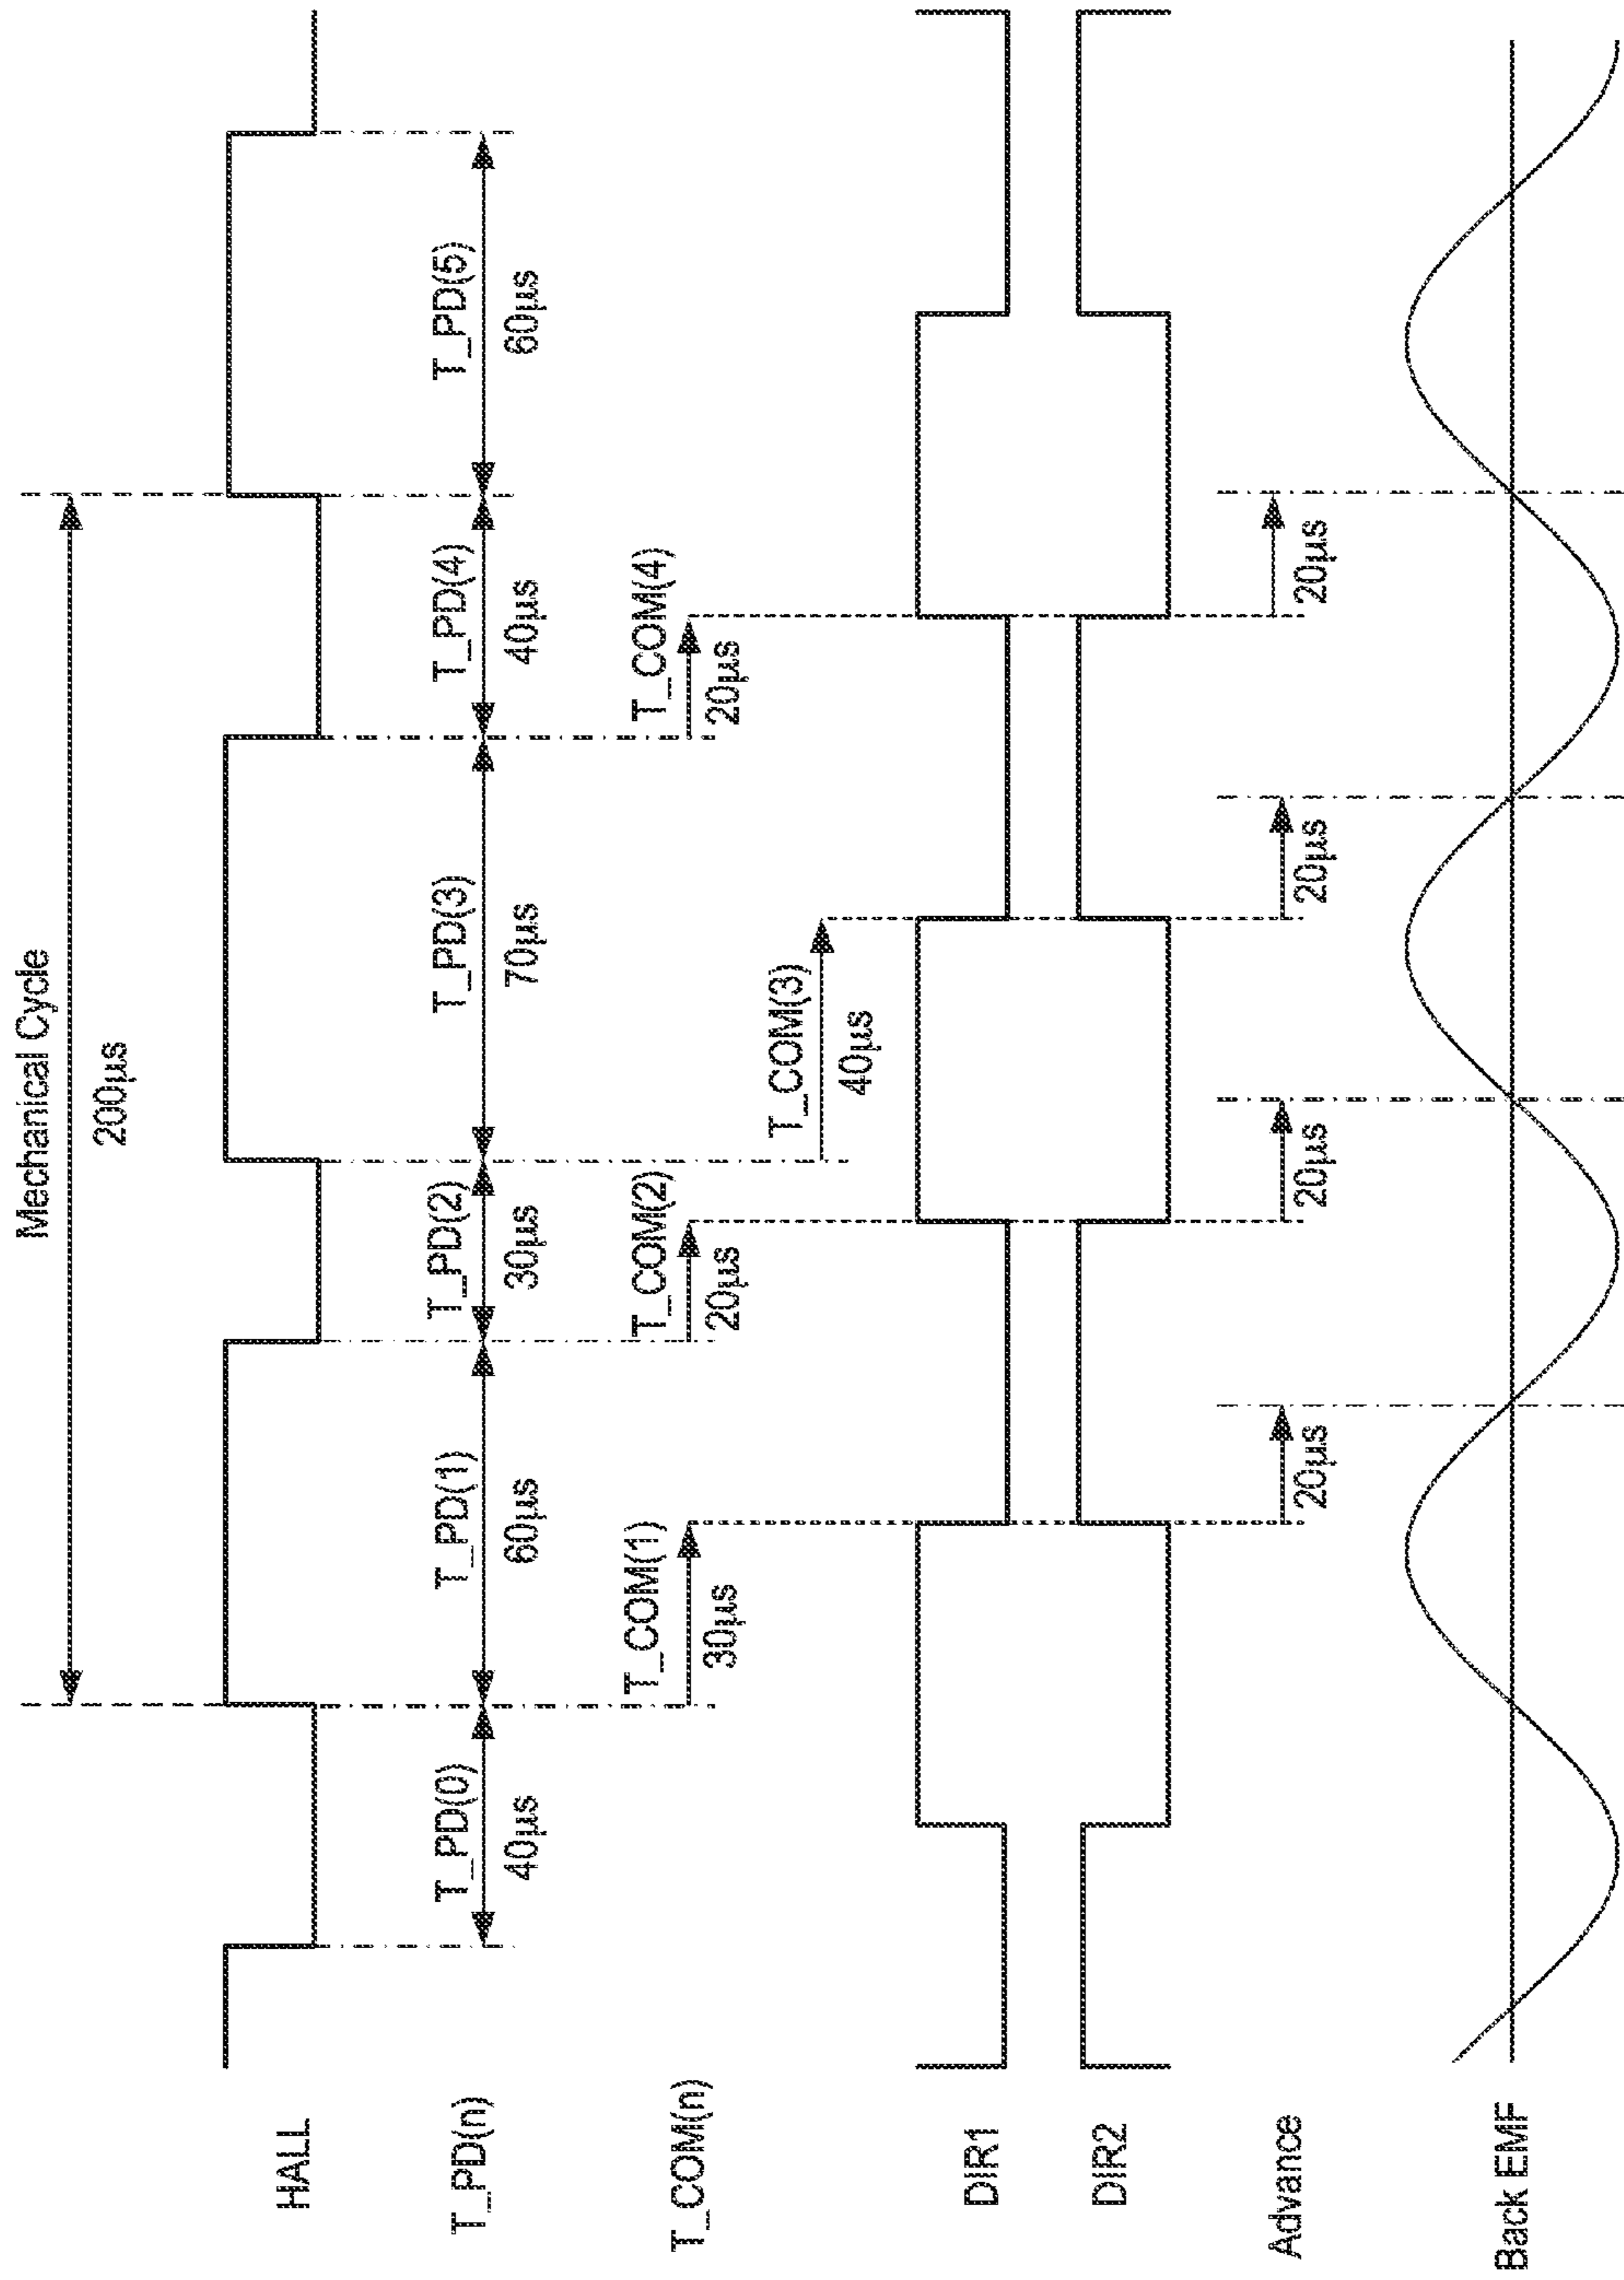 Mechanical Cycle
200µs
HALL
T_PD(n)
T_PD(0)
40µs
T_PD(1)
60µs
T_PD(2)
30µs
T_PD(3)
70µs
T_PD(4)
40µs
T_PD(5)
60µs
T_COM(n)
T_COM(1)
30µs
T_COM(2)
20µs
T_COM(3)
40µs
T_COM(4)
20µs
DIR1
DIR2
Advance
20µs
20µs
20µs
20µs
Back EMF